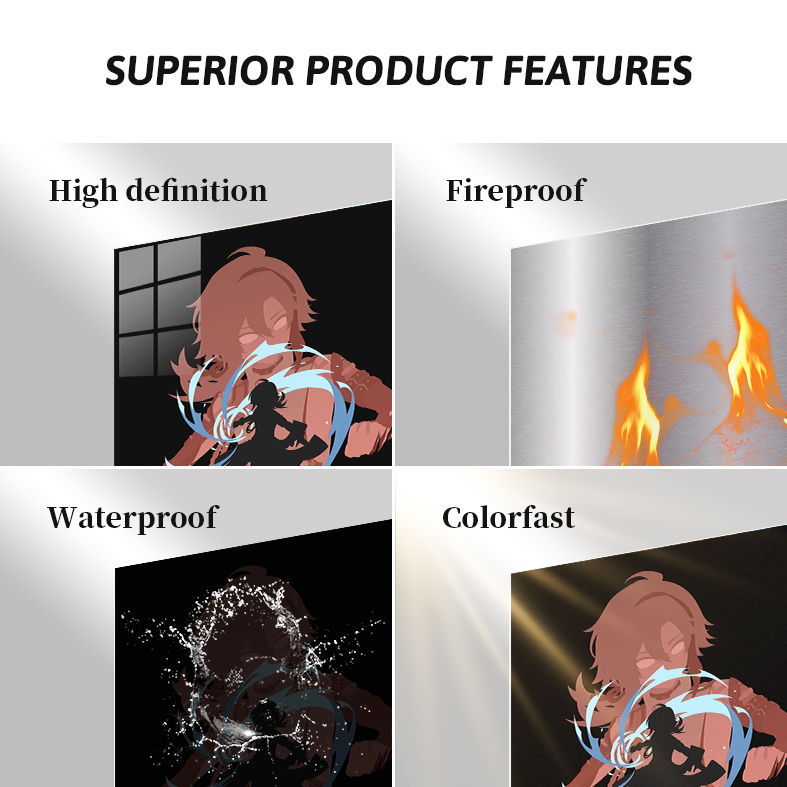 SUPERIOR PRODUCT FEATURES
High definition
Fireproof
Waterproof
Colorfast